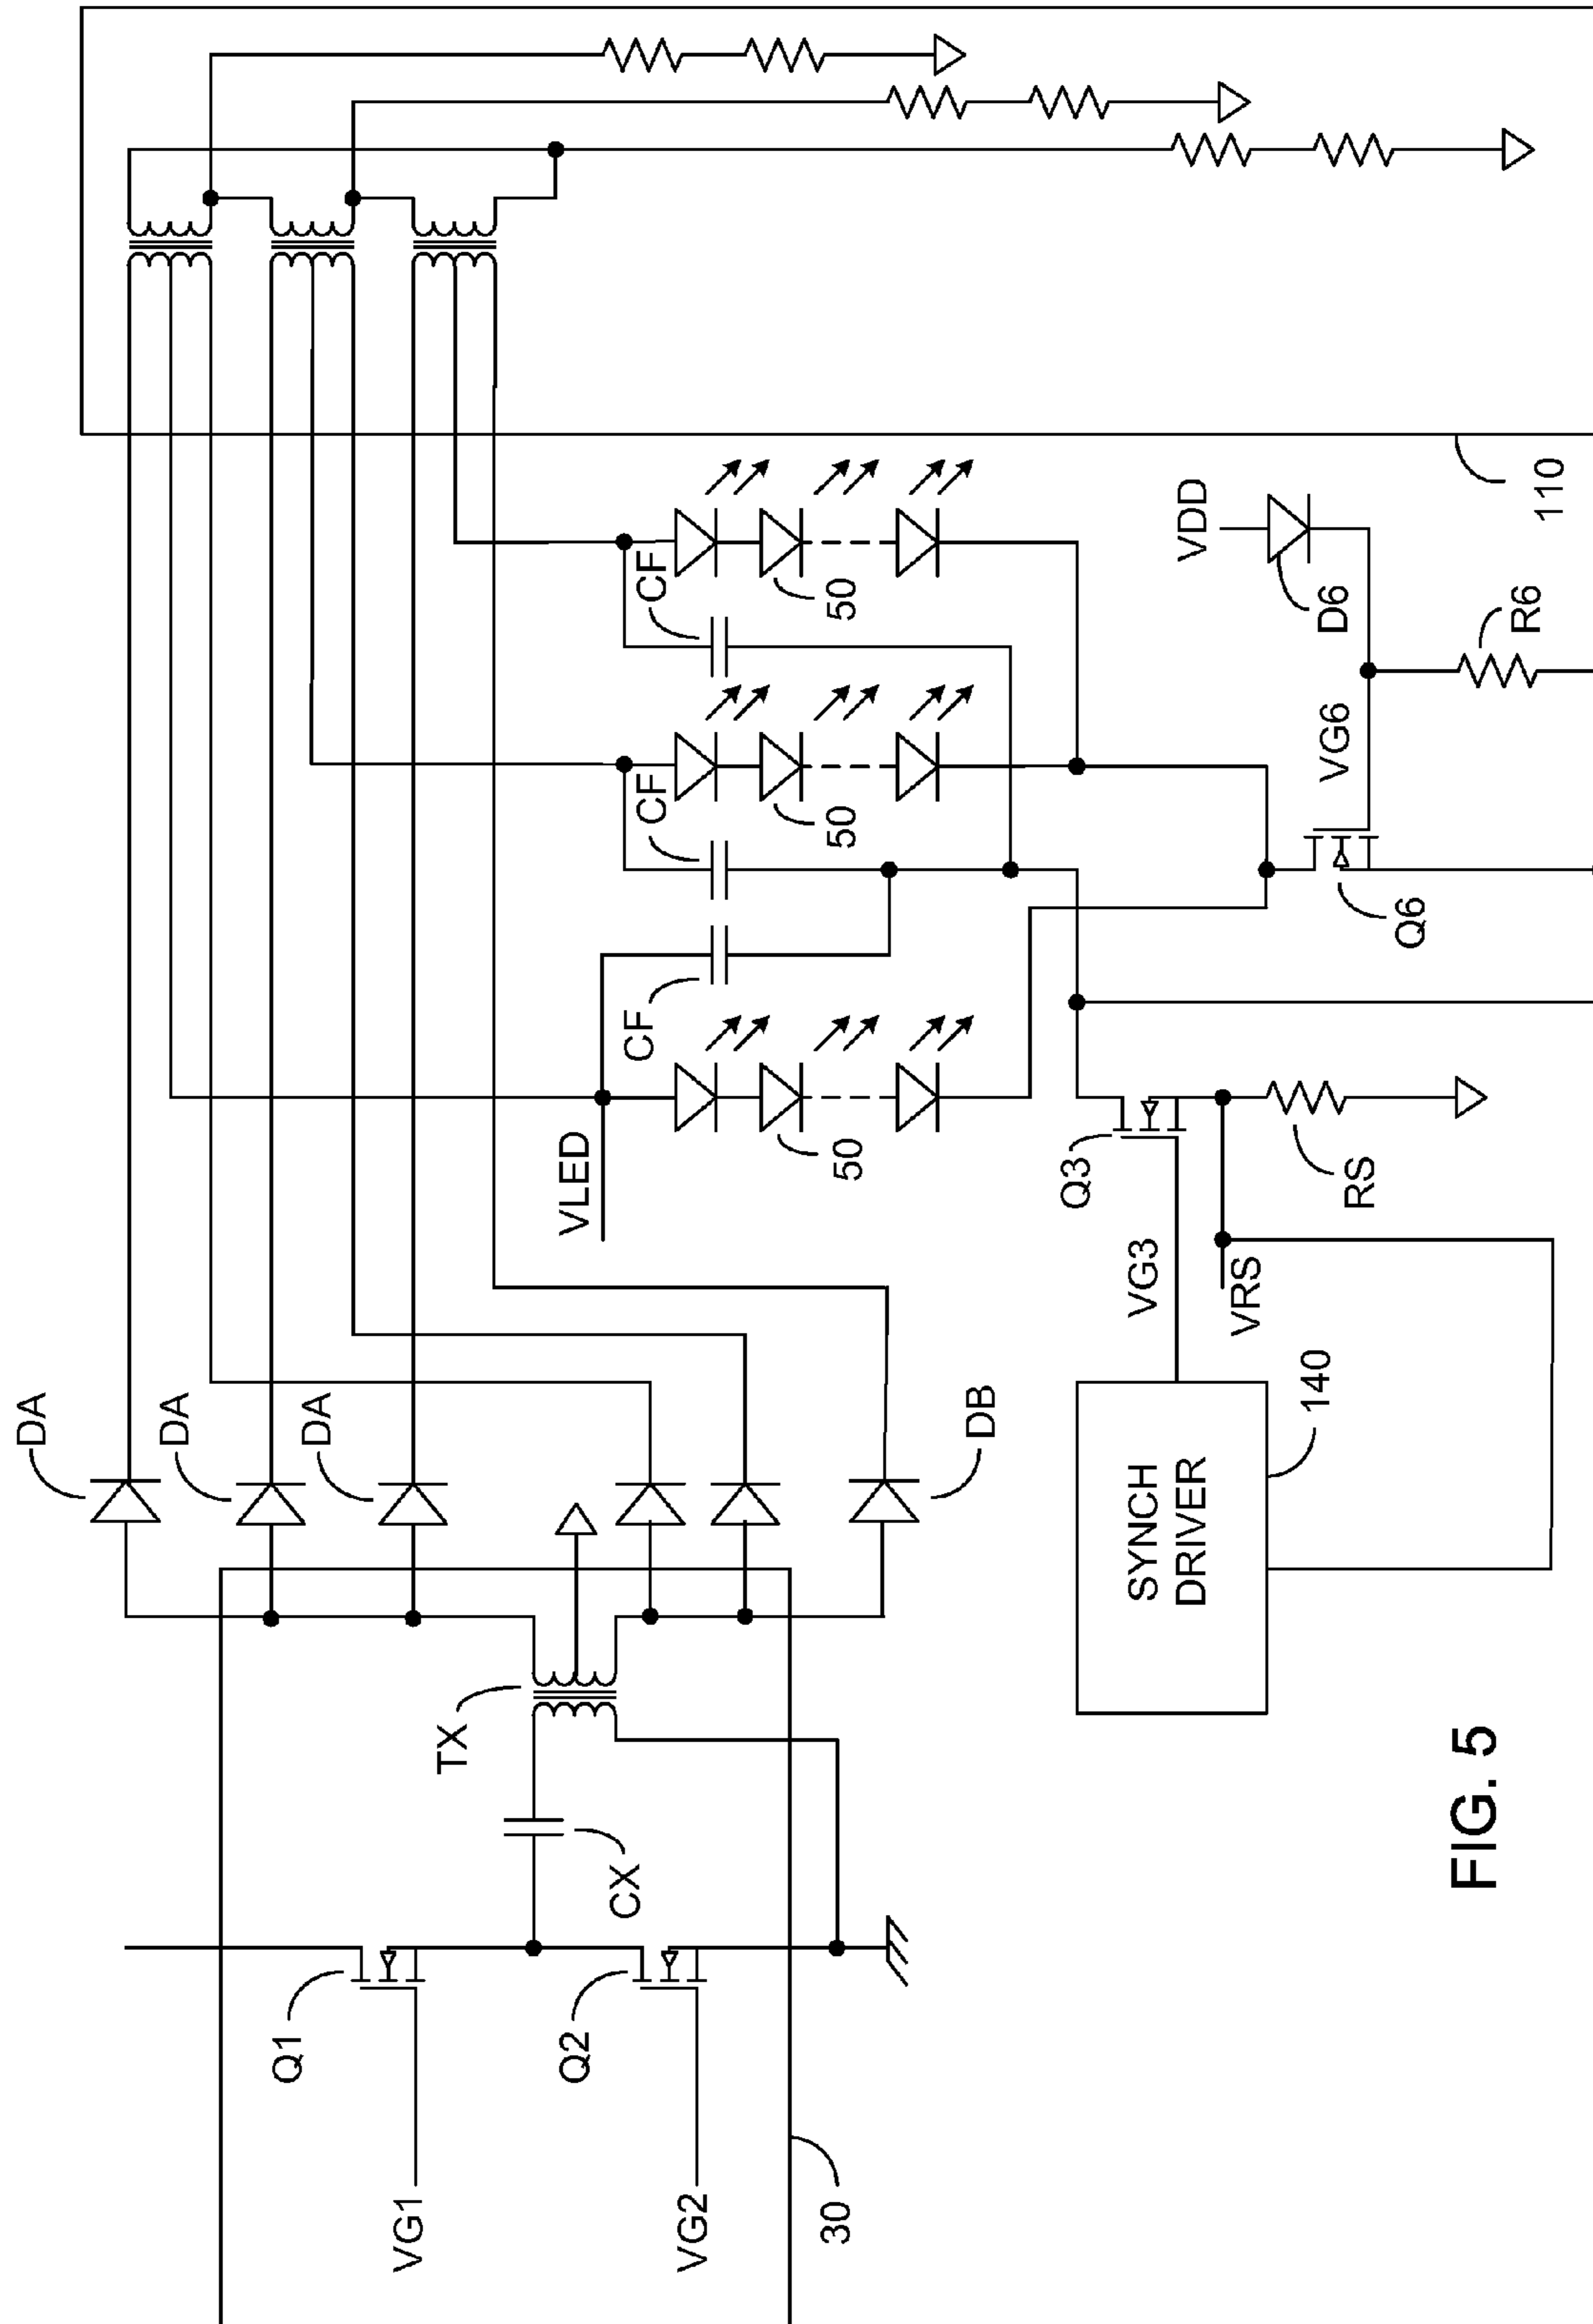 DA
DA
DA
DB
TX
CX
Q1
Q2
VG1
VG2
30
VLED
CF
CF
CF
50
50
50
VDD
D6
R6
VG6
Q6
110
Q3
VG3
VRS
RS
SYNCH
DRIVER
140
FIG. 5